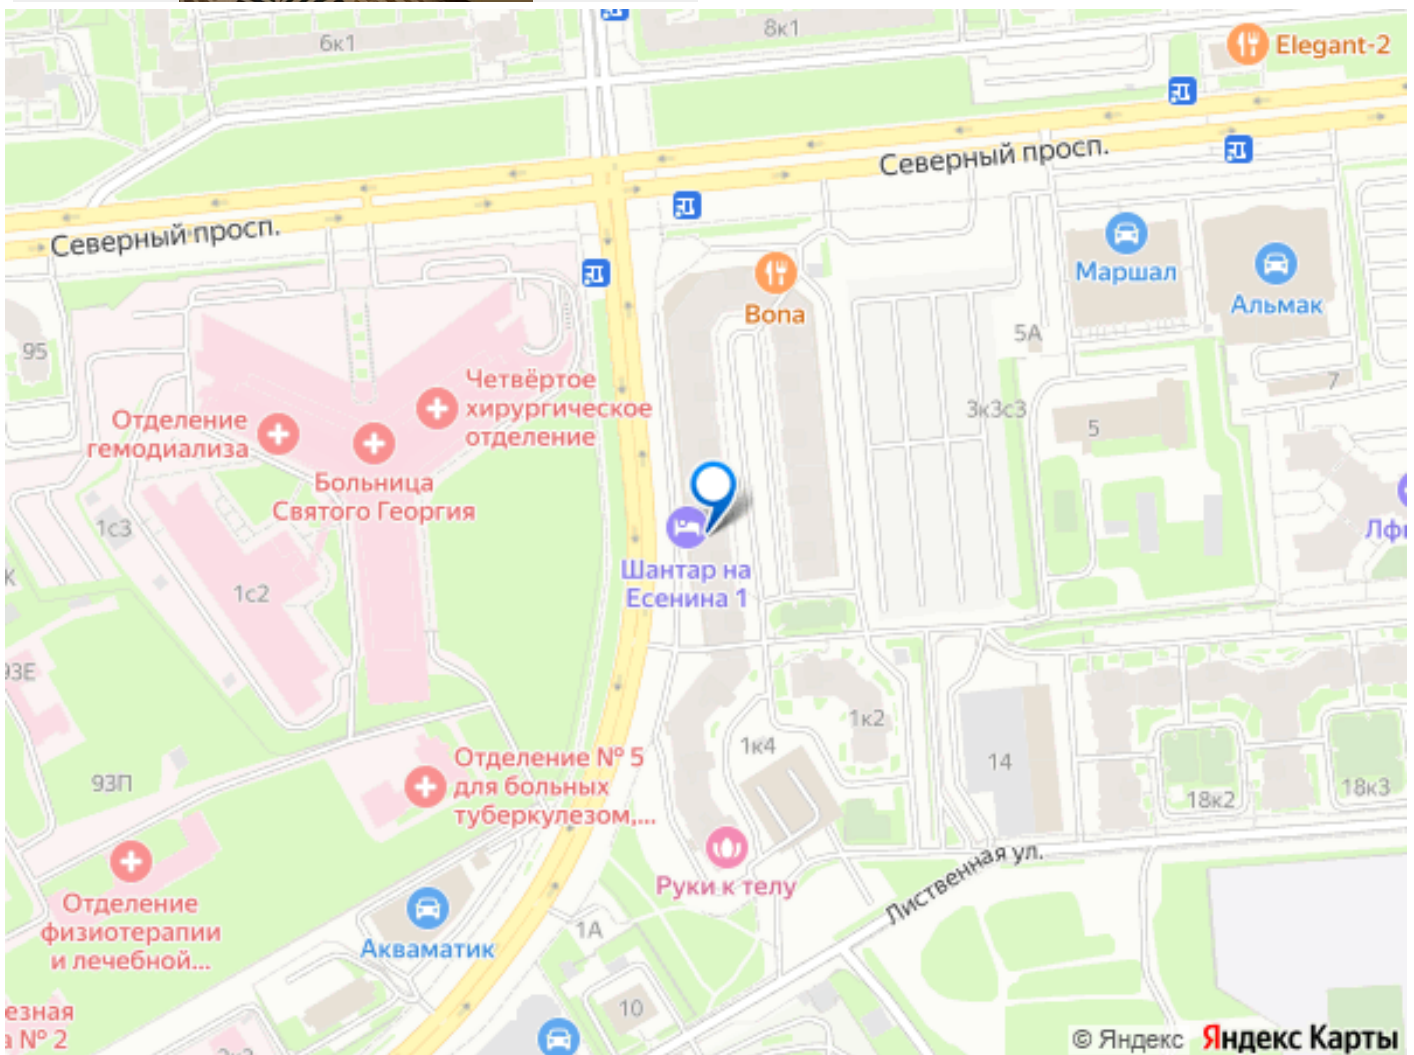 6к1
8к1
Elegant-2
Северный просп.
Северный просп.
Маршал
Альмак
Bona
5А
95
7
Четвёртое
хирургическое
отделение
3к3с3
5
Отделение
гемодиализа
Больница
Святого Георгия
1с3
Шантар на
Есенина 1
1с2
93Е
1к2
1к4
14
Отделение № 5
для больных
туберкулезом,...
93П
18к2
18к3
Лиственная ул.
Руки к телу
Отделение
физиотерапии
и лечебной...
Акваматик
1А
10
езная
№ 2
© Яндекс Яндекс Карты